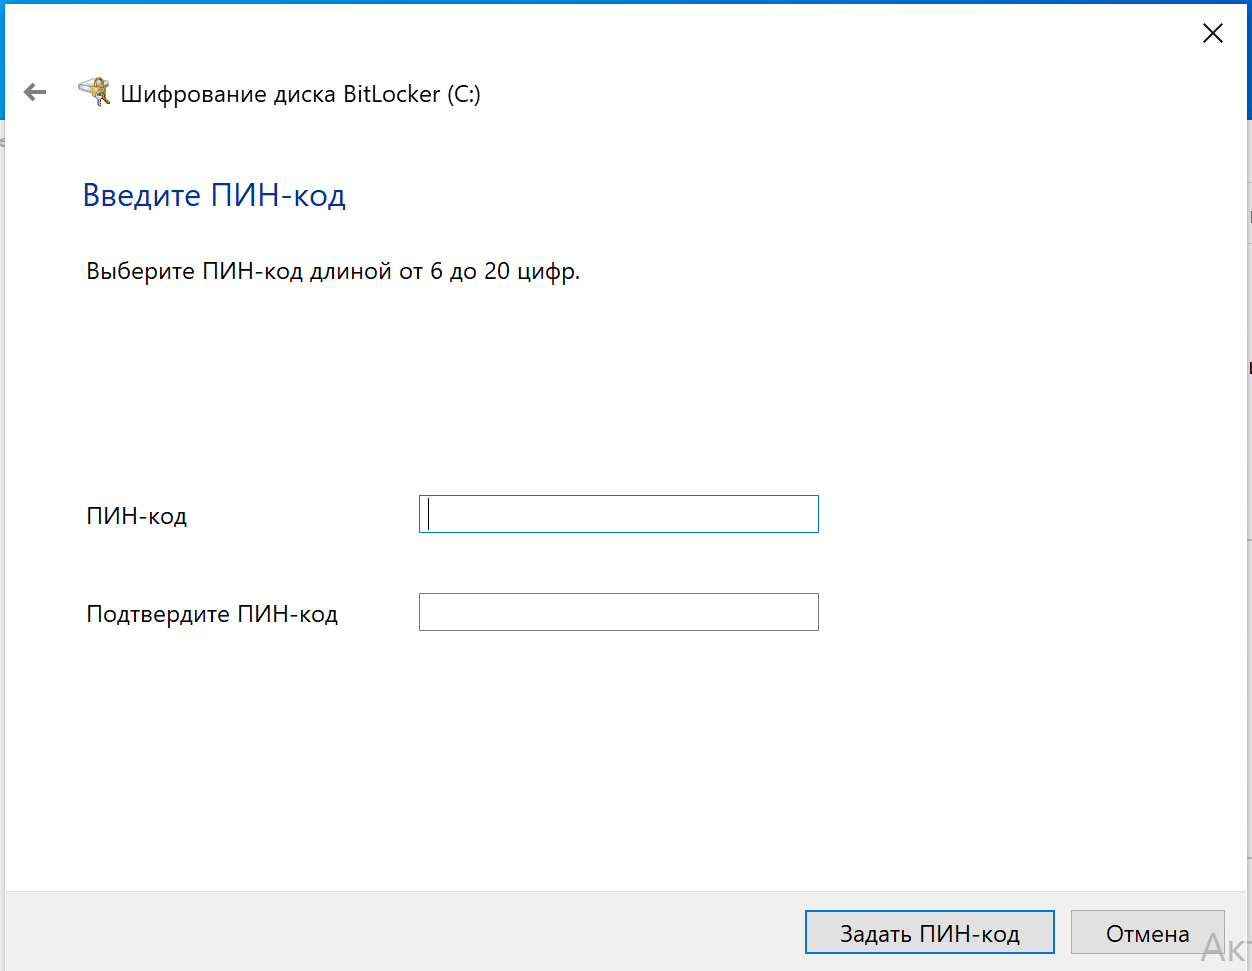 Шифрование диска BitLocker (C:)
Введите ПИН-код
Выберите ПИН-код длиной от 6 до 20 цифр.
ПИН-код
Подтвердите ПИН-код
Задать ПИН-код
Отмена